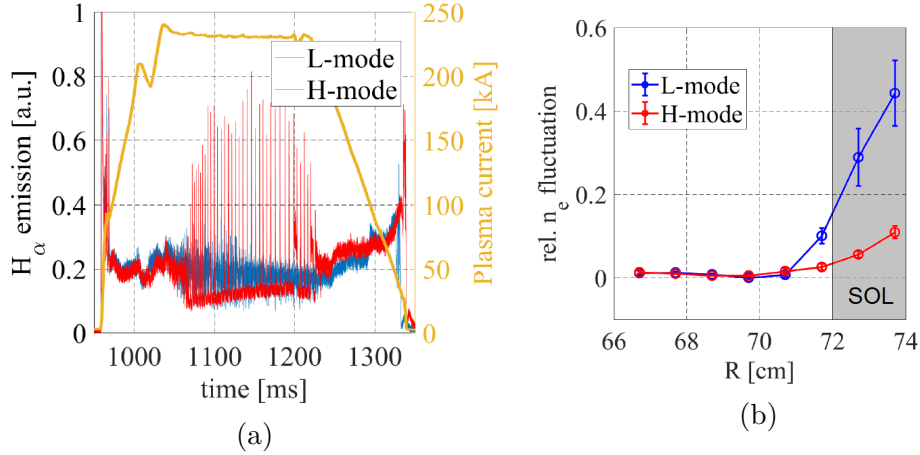 H_α emission [a.u.]
1
0.8
0.6
0.4
0.2
0
L-mode
H-mode
250
200
150
100
50
0
Plasma current [kA]
1000 1100 1200 1300
time [ms]
(a)
rel. n_e fluctuation
0.6
0.4
0.2
0
L-mode
H-mode
SOL
66 68 70 72 74
R [cm]
(b)